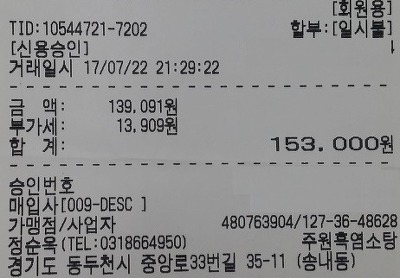 [회원용]
TID:10544721-7202 할부:[일시불]
[신용승인]
거래일시 17/07/22 21:29:22
금 액: 139,091원
부가세: 13,909원
합 계: 153,000원
승인번호
매입사[009-DESC ]
가맹점/사업자 480763904/127-36-48628
정순옥(TEL:0318664950) 주원흑염소탕
경기도 동두천시 중앙로33번길 35-11 (송내동)